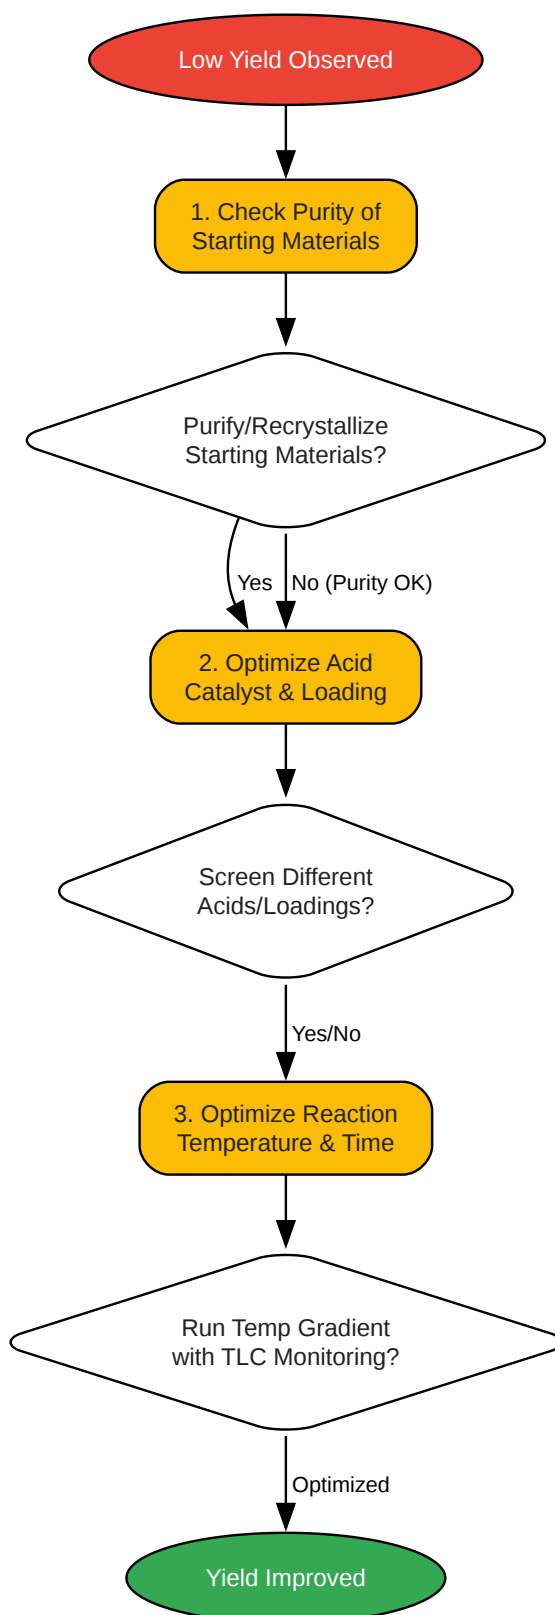 Low Yield Observed
1. Check Purity of
Starting Materials
Purify/Recrystallize
Starting Materials?
Yes
No (Purity OK)
2. Optimize Acid
Catalyst & Loading
Screen Different
Acids/Loadings?
Yes/No
3. Optimize Reaction
Temperature & Time
Run Temp Gradient
with TLC Monitoring?
Optimized
Yield Improved